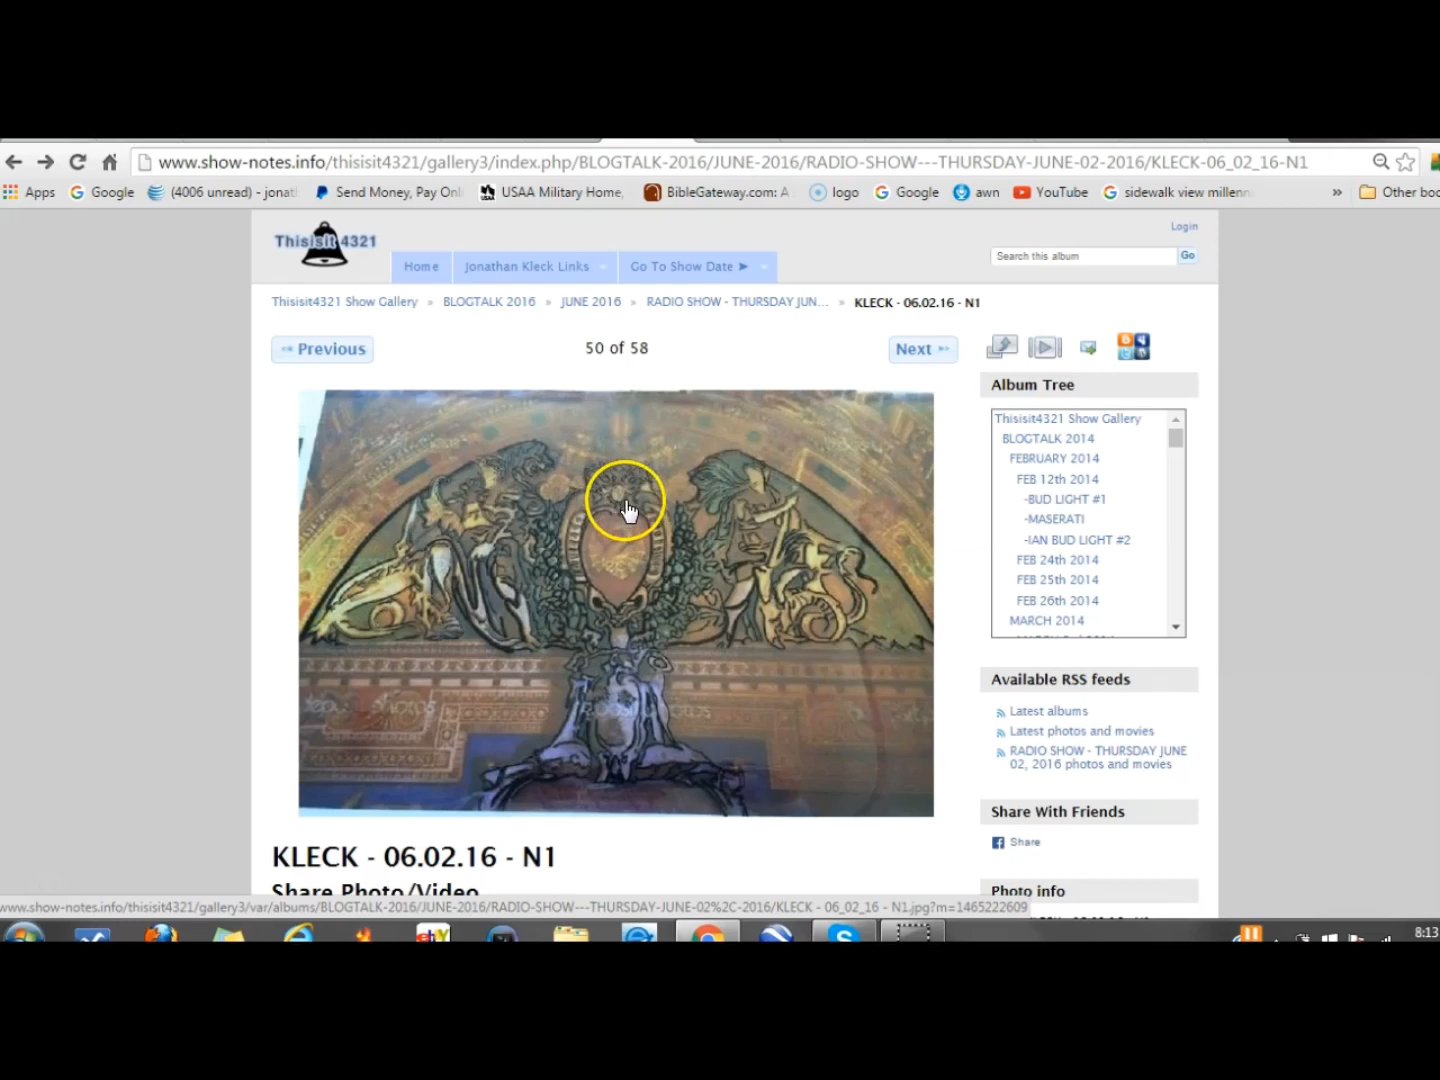 www.show-notes.info/thisisit4321/gallery3/index.php/BLOGTALK-2016/JUNE-2016/RADIO-SHOW---THURSDAY-JUNE-02-2016/KLECK-06_02_16-N1
Apps Google (4006 unread) - jonat Send Money, Pay Onl USAA Military Home, BibleGateway.com: A logo Google awn YouTube sidewalk view millenn » Other boo
Login
Thisisit 4321
Search this album Go
Home Jonathan Kleck Links Go To Show Date ➤
Thisisit4321 Show Gallery » BLOGTALK 2016 » JUNE 2016 » RADIO SHOW - THURSDAY JUN... » KLECK - 06.02.16 - N1
Previous 50 of 58 Next
Album Tree
Thisisit4321 Show Gallery
BLOGTALK 2014
FEBRUARY 2014
FEB 12th 2014
-BUD LIGHT #1
-MASERATI
-IAN BUD LIGHT #2
FEB 24th 2014
FEB 25th 2014
FEB 26th 2014
MARCH 2014
Available RSS feeds
Latest albums
Latest photos and movies
RADIO SHOW - THURSDAY JUNE
02, 2016 photos and movies
Share With Friends
Share
KLECK - 06.02.16 - N1
Share Photo/Video
Photo info
www.show-notes.info/thisisit4321/gallery3/var/albums/BLOGTALK-2016/JUNE-2016/RADIO-SHOW---THURSDAY-JUNE-02%2C-2016/KLECK - 06_02_16 - N1.jpg?m=1465222609
ebY
8:13